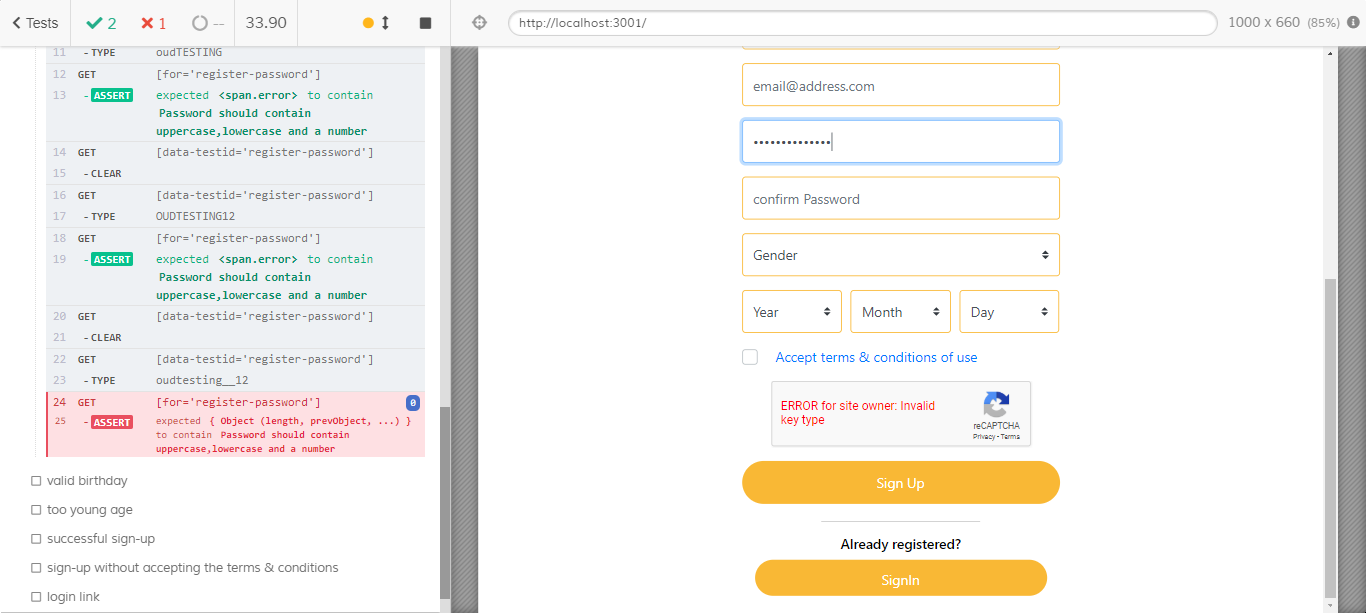 Tests 2 1 -- 33.90 http://localhost:3001/ 1000 x 660 (85%)
11 - TYPE oudTESTING
12 GET [for='register-password']
13 - ASSERT expected <span.error> to contain
Password should contain
uppercase,lowercase and a number
14 GET [data-testid='register-password']
15 - CLEAR
16 GET [data-testid='register-password']
17 - TYPE OUDTESTING12
18 GET [for='register-password']
19 - ASSERT expected <span.error> to contain
Password should contain
uppercase,lowercase and a number
20 GET [data-testid='register-password']
21 - CLEAR
22 GET [data-testid='register-password']
23 - TYPE oudtesting__12
24 GET [for='register-password'] 0
25 - ASSERT expected { Object (length, prevObject, ...) }
to contain Password should contain
uppercase,lowercase and a number
valid birthday
too young age
successful sign-up
sign-up without accepting the terms & conditions
login link
email@address.com
confirm Password
Gender
Year Month Day
Accept terms & conditions of use
ERROR for site owner: Invalid
key type
reCAPTCHA
Privacy - Terms
Sign Up
Already registered?
SignIn